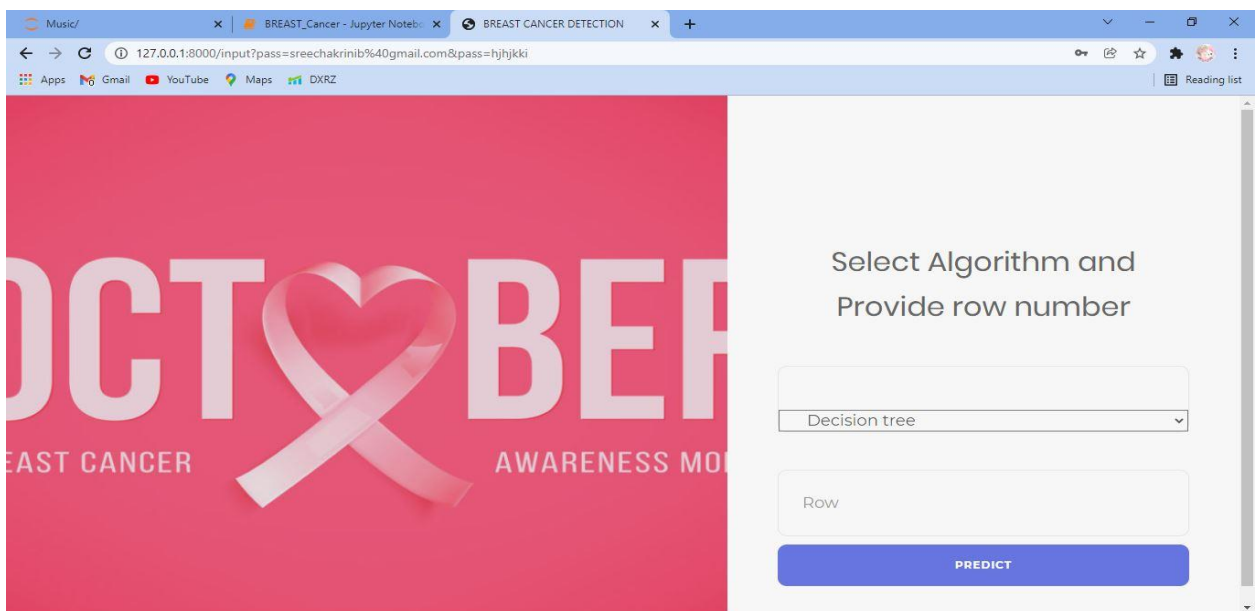 Music/
BREAST_Cancer - Jupyter Notebo
BREAST CANCER DETECTION
127.0.0.1:8000/input?pass=sreechakrinib%40gmail.com&pass=hjhjkki
Apps Gmail YouTube Maps DXRZ Reading list
OCT BER
EAST CANCER AWARENESS MO
Select Algorithm and
Provide row number
Decision tree
Row
PREDICT